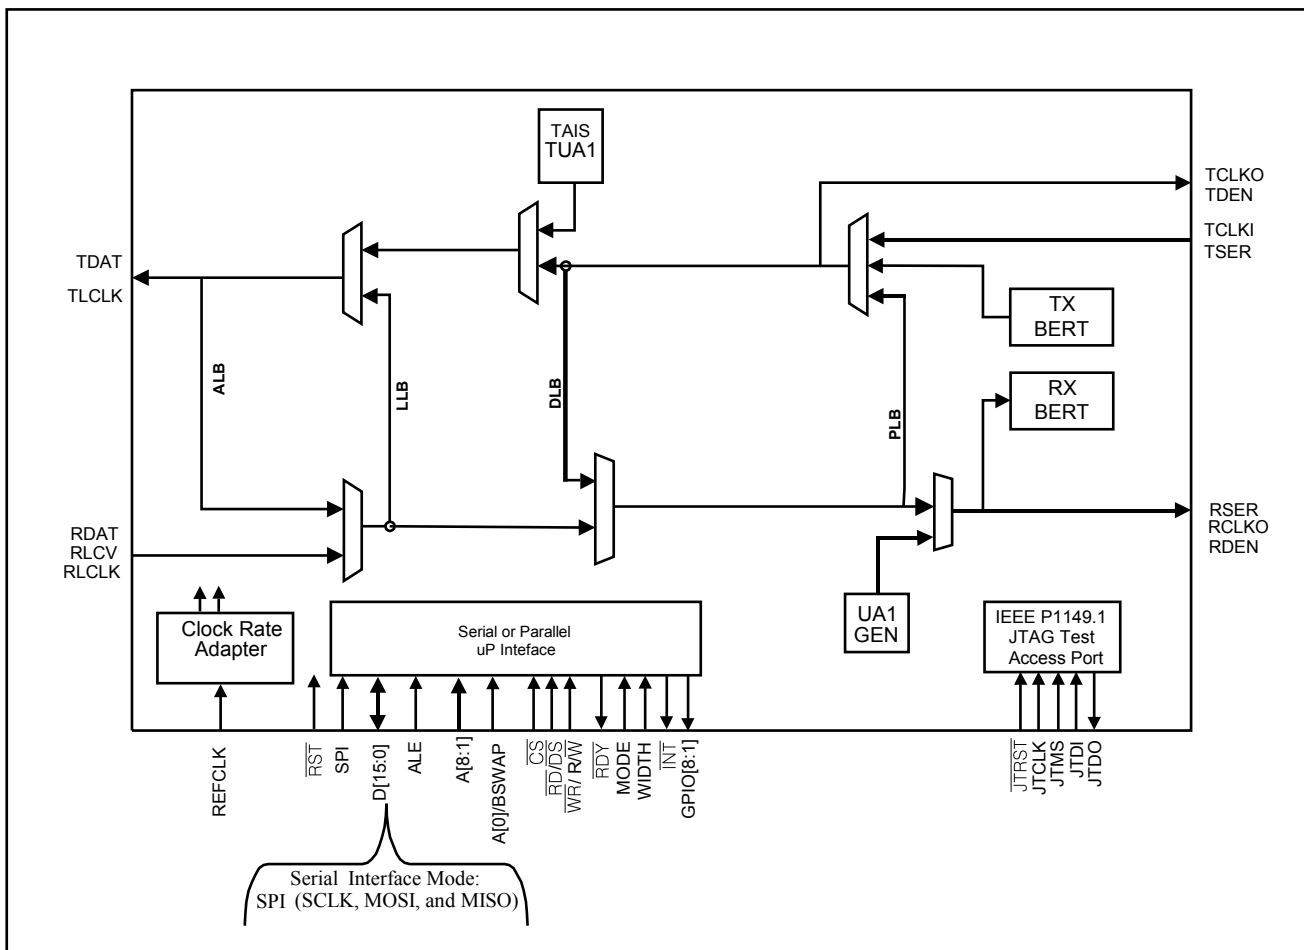 TAIS
TUA1
TCLKO
TDEN
TCLKI
TSER
TDAT
TLCLK
TX
BERT
ALB
LLB
DLB
PLB
RX
BERT
RDAT
RLCV
RLCLK
RSER
RCLKO
RDEN
Clock Rate
Adapter
Serial or Parallel
uP Inteface
UA1
GEN
IEEE P1149.1
JTAG Test
Access Port
REFCLK
RST
SPI
D[15:0]
ALE
A[8:1]
A[0]/BSWAP
CS
RD/DS
WR/ R/W
RDY
MODE
WIDTH
INT
GPIO[8:1]
JTRST
JTCLK
JTMS
JTDI
JTDO
Serial Interface Mode:
SPI (SCLK, MOSI, and MISO)